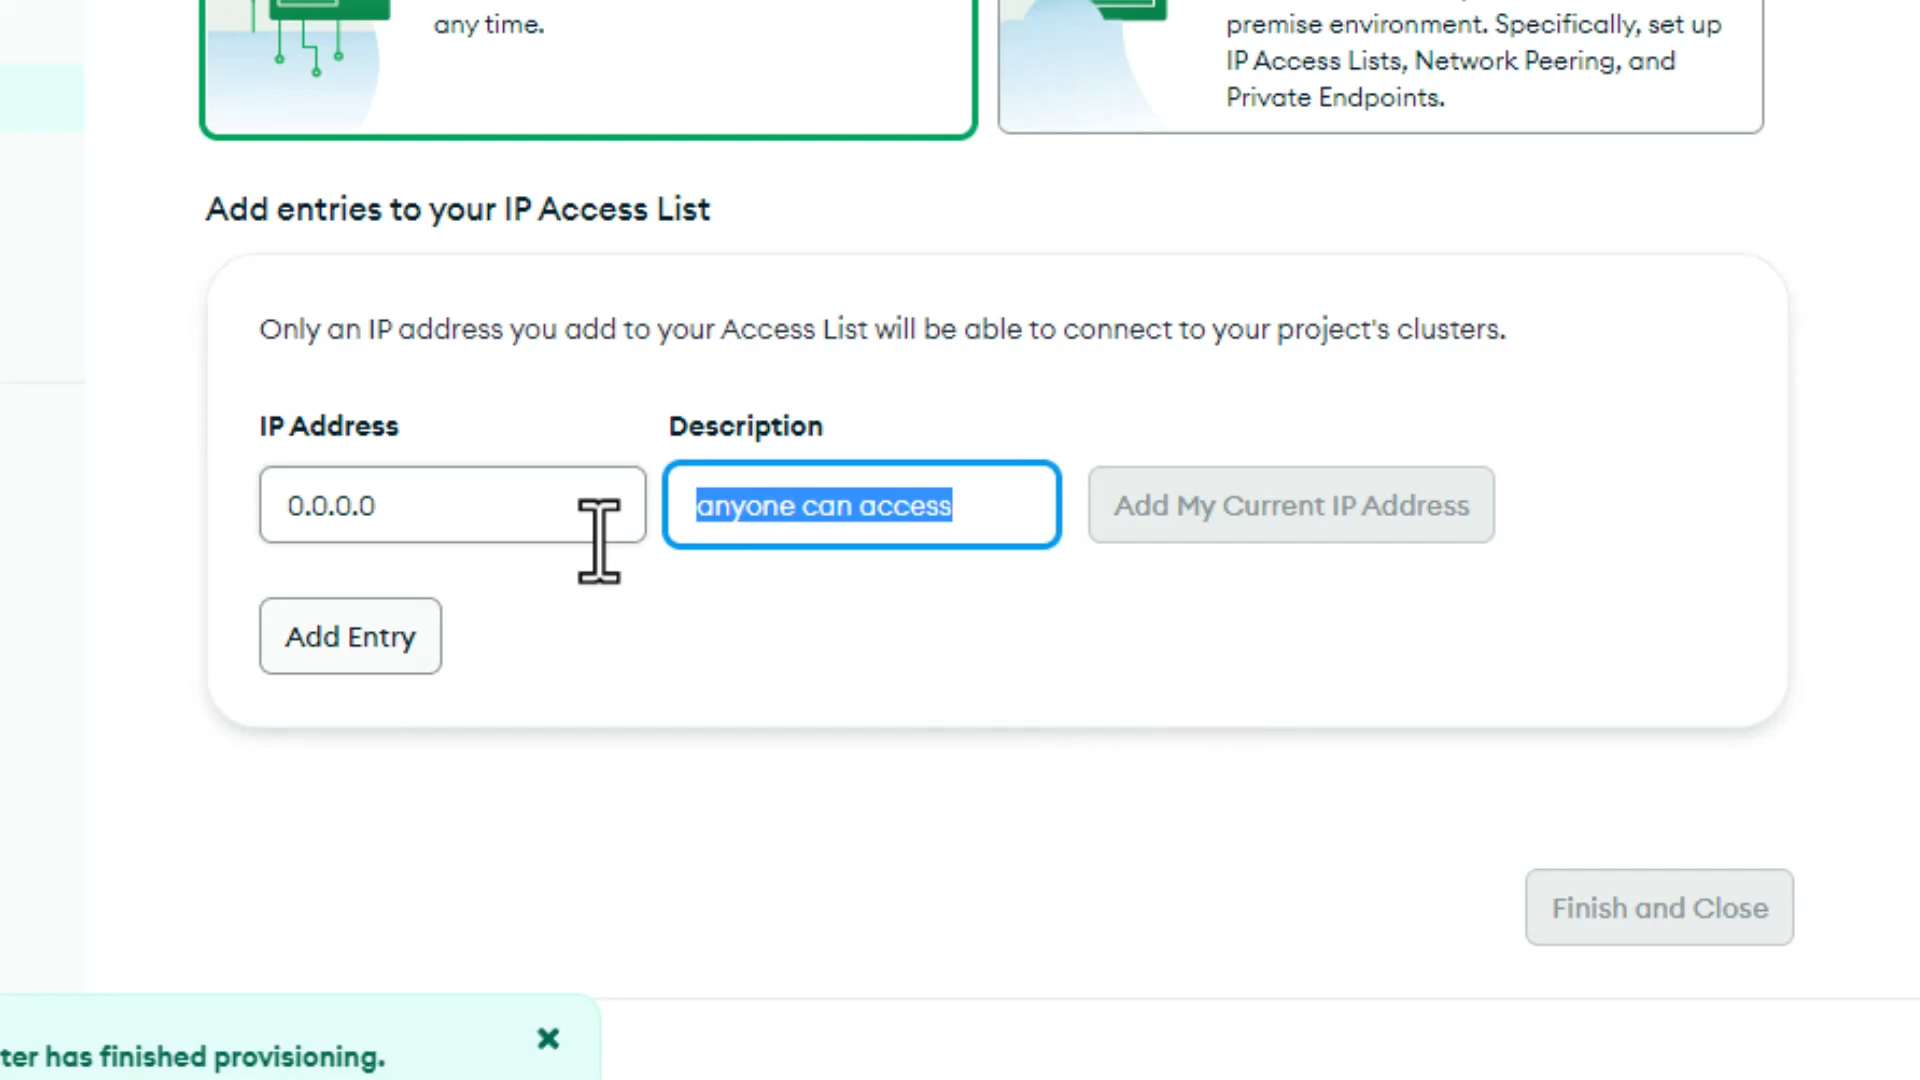 any time.
premise environment. Specifically, set up
IP Access Lists, Network Peering, and
Private Endpoints.
Add entries to your IP Access List
Only an IP address you add to your Access List will be able to connect to your project's clusters.
IP Address
Description
0.0.0.0
anyone can access
Add My Current IP Address
Add Entry
Finish and Close
ter has finished provisioning.